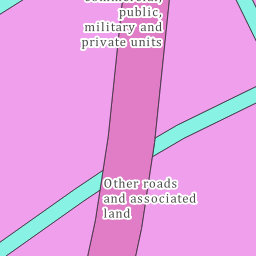 public,
military and
private units
Other roads
and associated
land